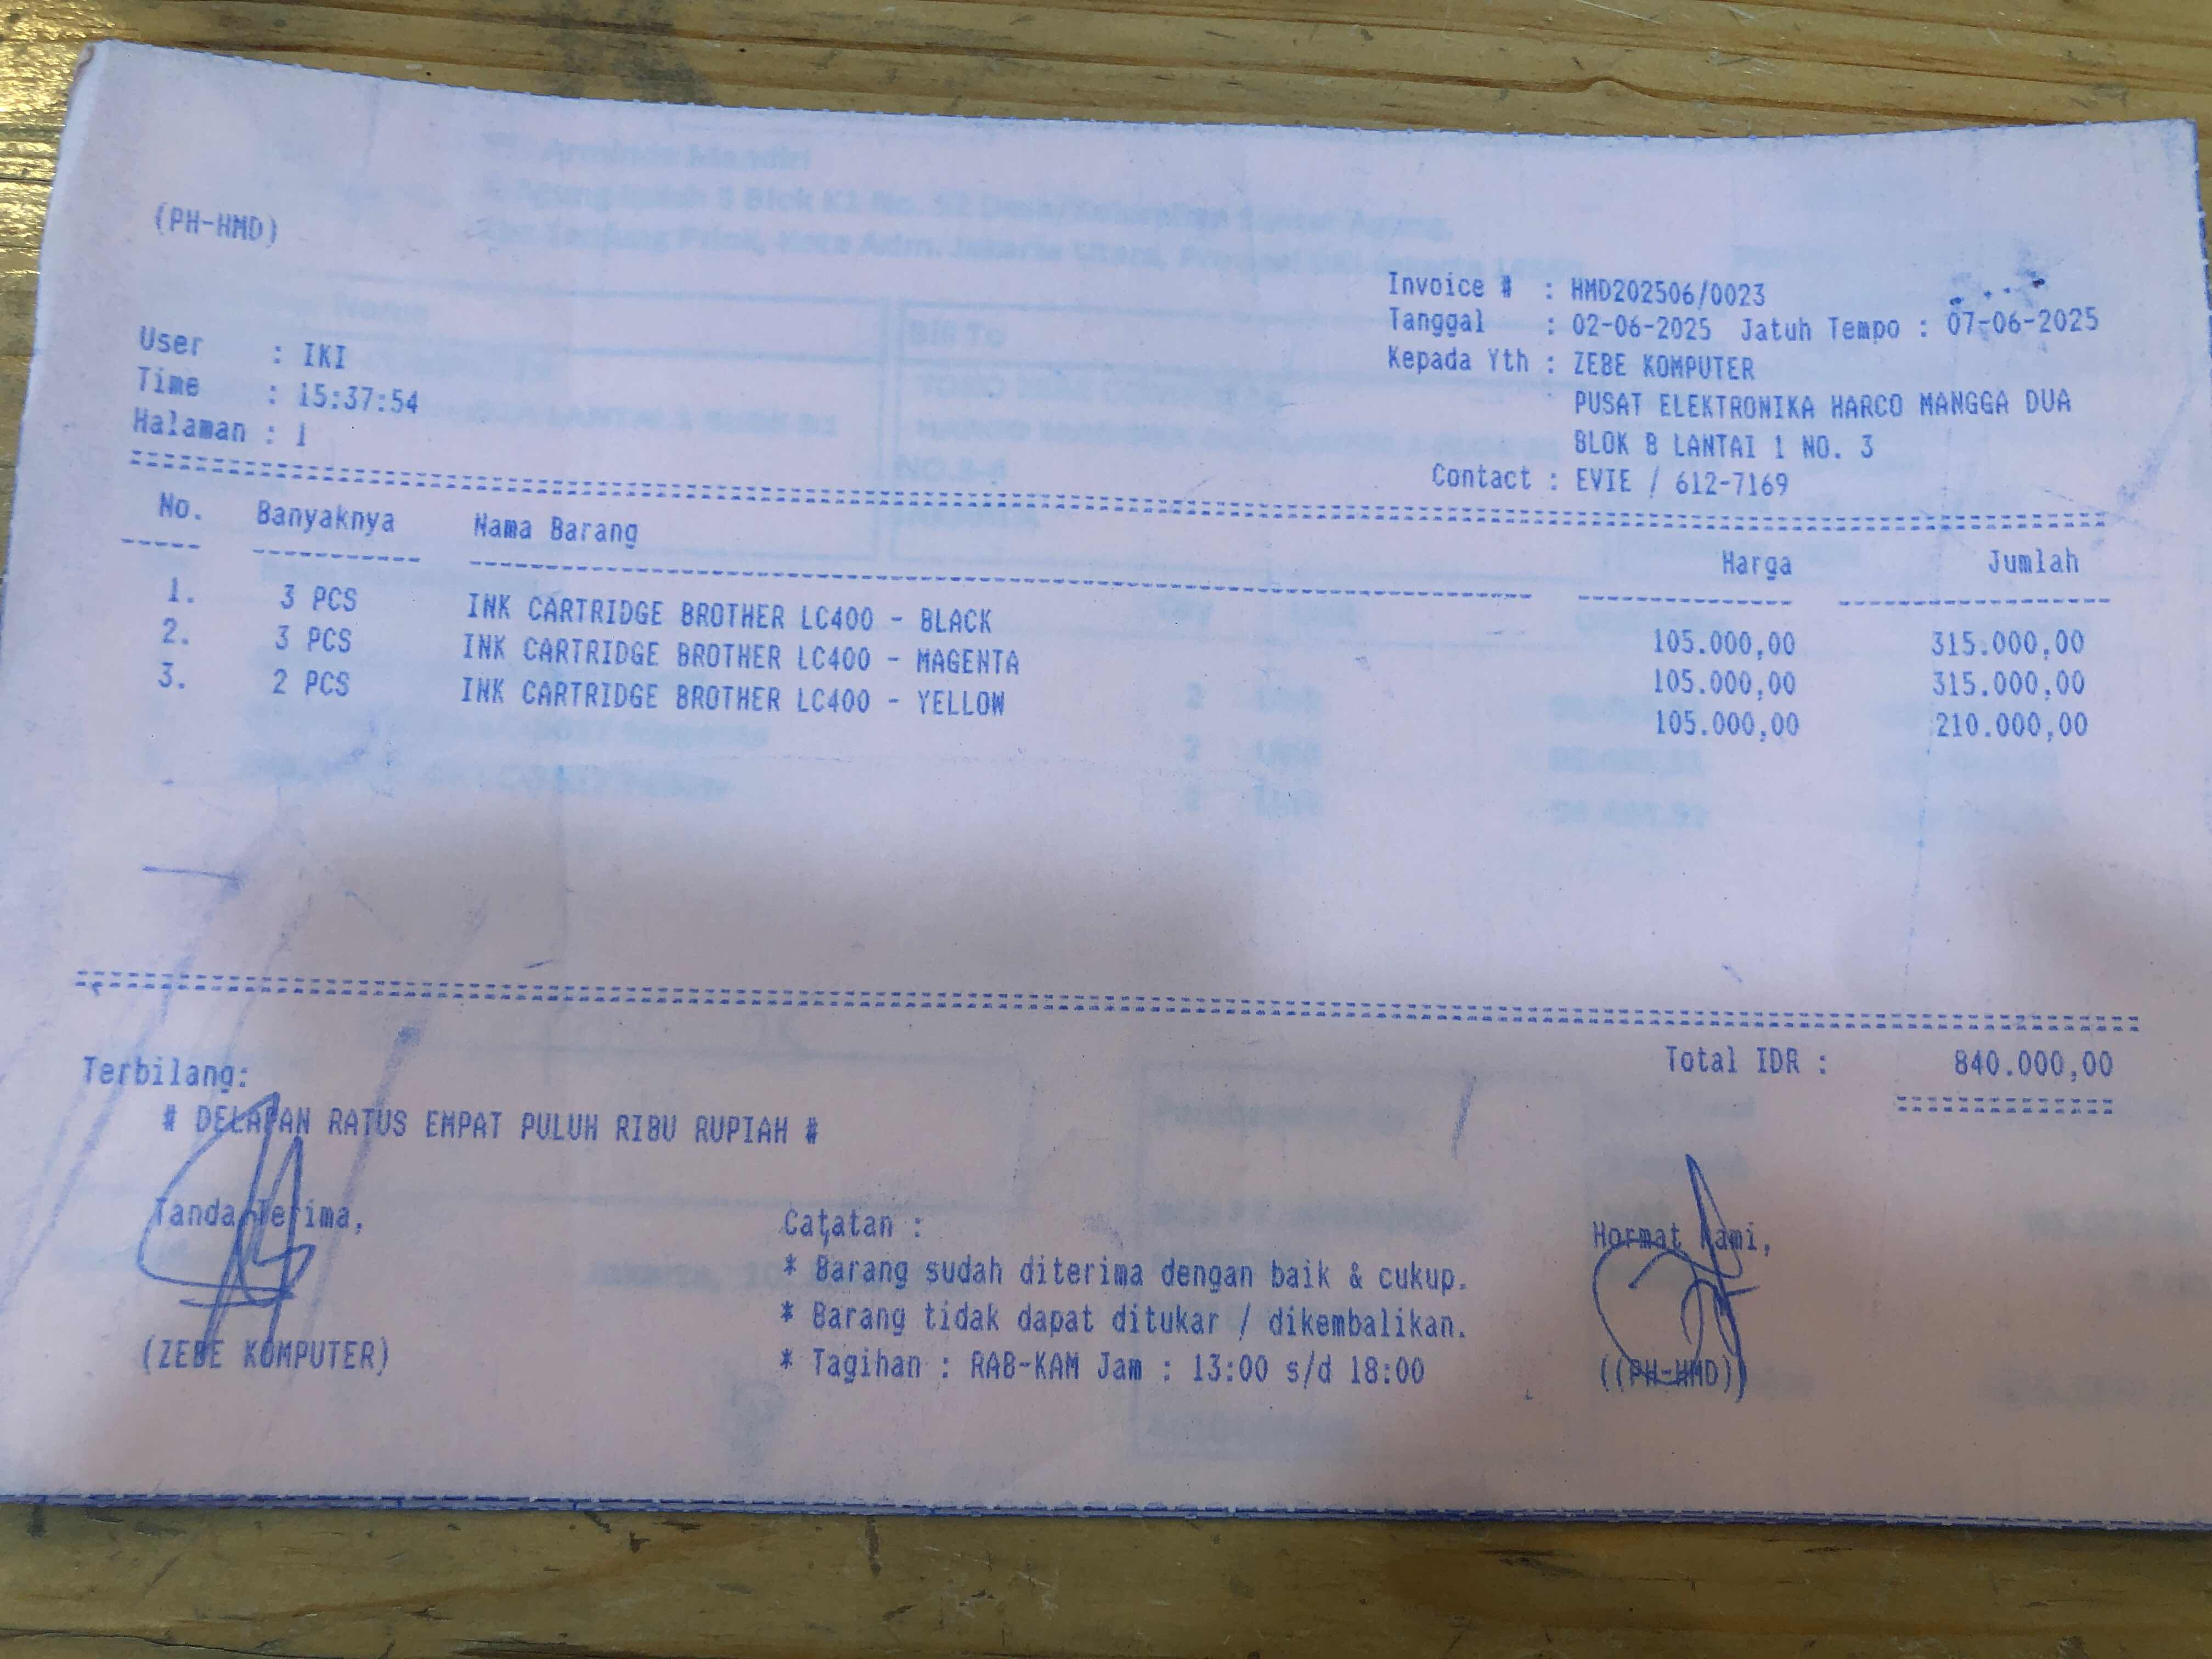 (PH-HMD)
Invoice # : HMD202506/0023
Tanggal : 02-06-2025 Jatuh Tempo : 07-06-2025
Kepada Yth : ZEBE KOMPUTER
PUSAT ELEKTRONIKA HARCO MANGGA DUA
BLOK B LANTAI 1 NO. 3
Contact : EVIE / 612-7169
User : IKI
Time : 15:37:54
Halaman : 1
No. Banyaknya Nama Barang Harga Jumlah
1. 3 PCS INK CARTRIDGE BROTHER LC400 - BLACK 105.000,00 315.000,00
2. 3 PCS INK CARTRIDGE BROTHER LC400 - MAGENTA 105.000,00 315.000,00
3. 2 PCS INK CARTRIDGE BROTHER LC400 - YELLOW 105.000,00 210.000,00
Total IDR : 840.000,00
Terbilang:
# DELAPAN RATUS EMPAT PULUH RIBU RUPIAH #
Tanda Terima,
(ZEBE KOMPUTER)
Catatan :
* Barang sudah diterima dengan baik & cukup.
* Barang tidak dapat ditukar / dikembalikan.
* Tagihan : RAB-KAM Jam : 13:00 s/d 18:00
Hormat Kami,
((PH-HMD))